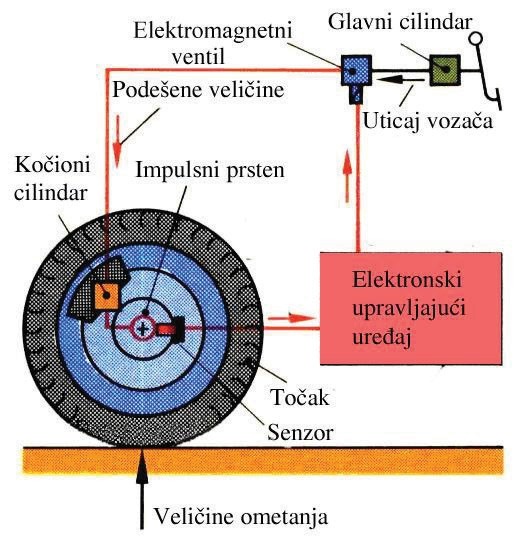 Glavni cilindar
Elektromagnetni
ventil
Podešene veličine
Uticaj vozača
Kočioni
cilindar
Impulsni prsten
Elektronski
upravljajući
uređaj
Točak
Senzor
Veličine ometanja